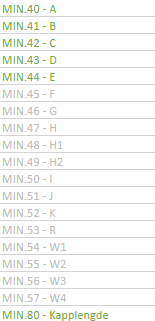 MIN.40 - A
MIN.41 - B
MIN.42 - C
MIN.43 - D
MIN.44 - E
MIN.45 - F
MIN.46 - G
MIN.47 - H
MIN.48 - H1
MIN.49 - H2
MIN.50 - I
MIN.51 - J
MIN.52 - K
MIN.53 - R
MIN.54 - W1
MIN.55 - W2
MIN.56 - W3
MIN.57 - W4
MIN.80 - Kapplengde